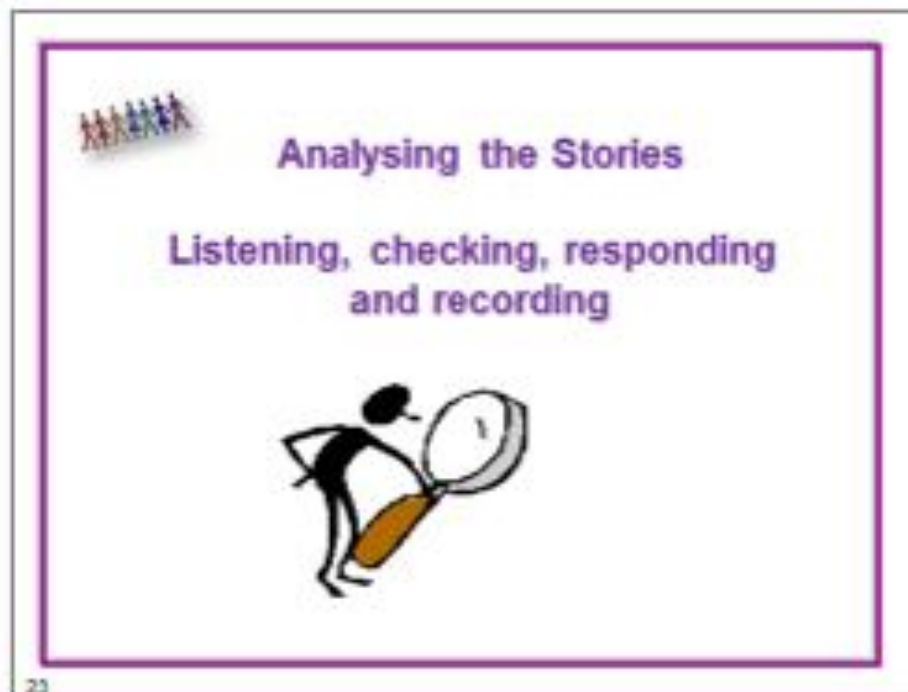 Analysing the Stories
Listening, checking, responding
and recording
23